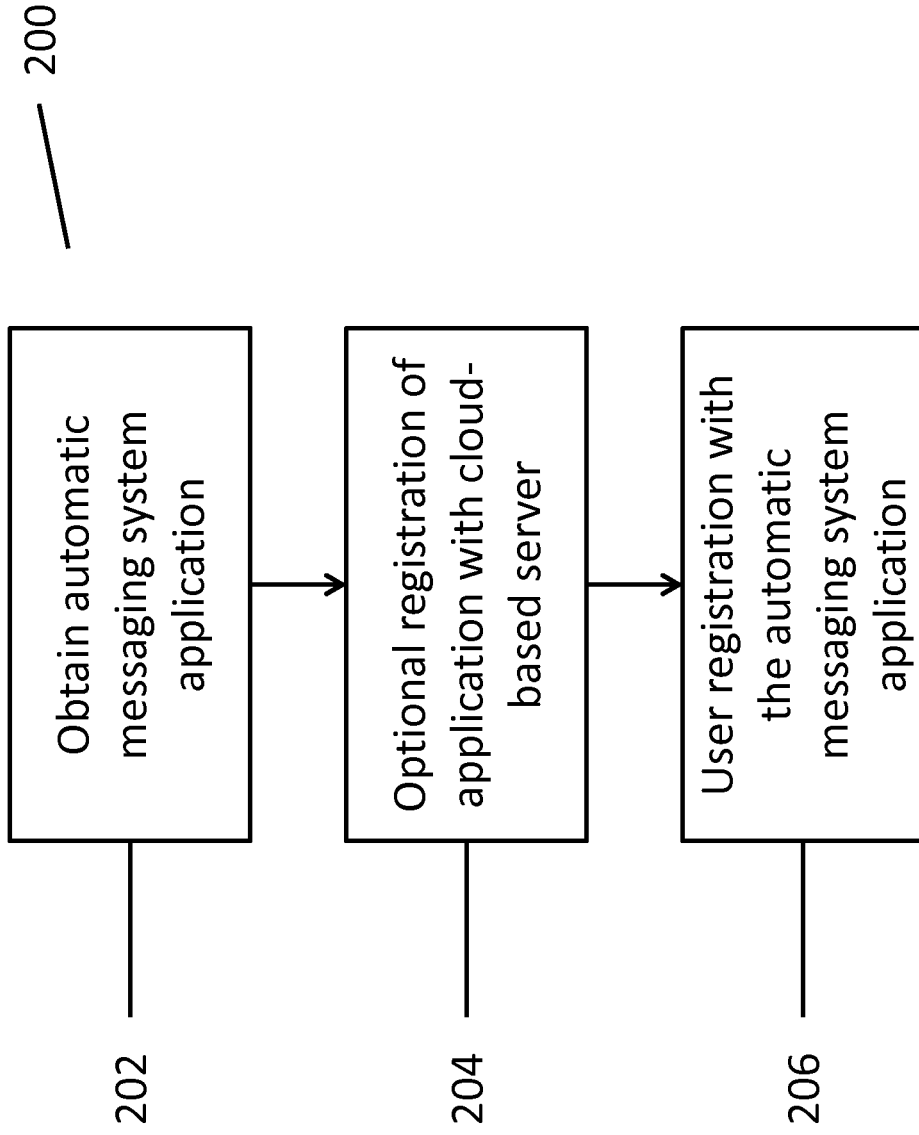 200
202
Obtain automatic
messaging system
application
204
Optional registration of
application with cloud-
based server
206
User registration with
the automatic
messaging system
application